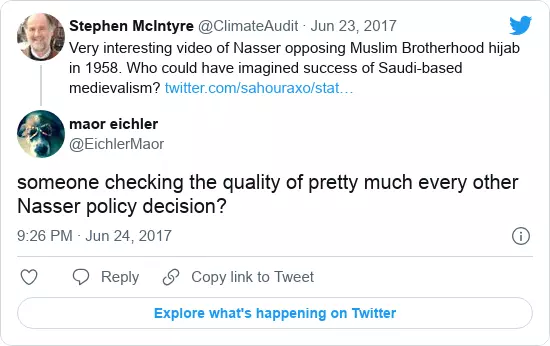 Stephen McIntyre @ClimateAudit · Jun 23, 2017
Very interesting video of Nasser opposing Muslim Brotherhood hijab
in 1958. Who could have imagined success of Saudi-based
medievalism? twitter.com/sahouraxo/stat…
maor eichler
@EichlerMaor
someone checking the quality of pretty much every other
Nasser policy decision?
9:26 PM · Jun 24, 2017
Reply
Copy link to Tweet
Explore what's happening on Twitter